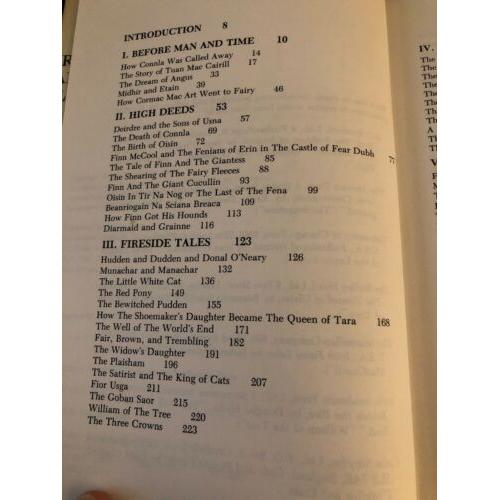 INTRODUCTION 8
I. BEFORE MAN AND TIME 10
How Connla Was Called Away 14
The Story of Tuan Mac Cairill 17
The Dream of Angus 33
Midhir and Etain 39
How Cormac Mac Art Went to Fairy 46
II. HIGH DEEDS 53
Deirdre and the Sons of Usna 57
The Death of Connla 69
The Birth of Oisin 72
Finn McCool and the Fenians of Erin in The Castle of Fear Dubh 77
The Tale of Finn And The Giantess 85
The Shearing of The Fairy Fleeces 88
Finn And The Giant Cucullin 93
Oisin In Tir Na Nog or The Last of The Fena 99
Beanriogain Na Sciana Breaca 109
How Finn Got His Hounds 113
Diarmaid and Grainne 116
III. FIRESIDE TALES 123
Hudden and Dudden and Donal O'Neary 126
Munachar and Manachar 132
The Little White Cat 136
The Red Pony 149
The Bewitched Pudden 155
How The Shoemaker's Daughter Became The Queen of Tara 168
The Well of The World's End 171
Fair, Brown, and Trembling 182
The Widow's Daughter 191
The Plaisham 196
The Satirist and The King of Cats 207
Fior Usga 211
The Goban Saor 215
William of The Tree 220
The Three Crowns 223
IV.
The
The
The
The
The
The
A
The
The
V